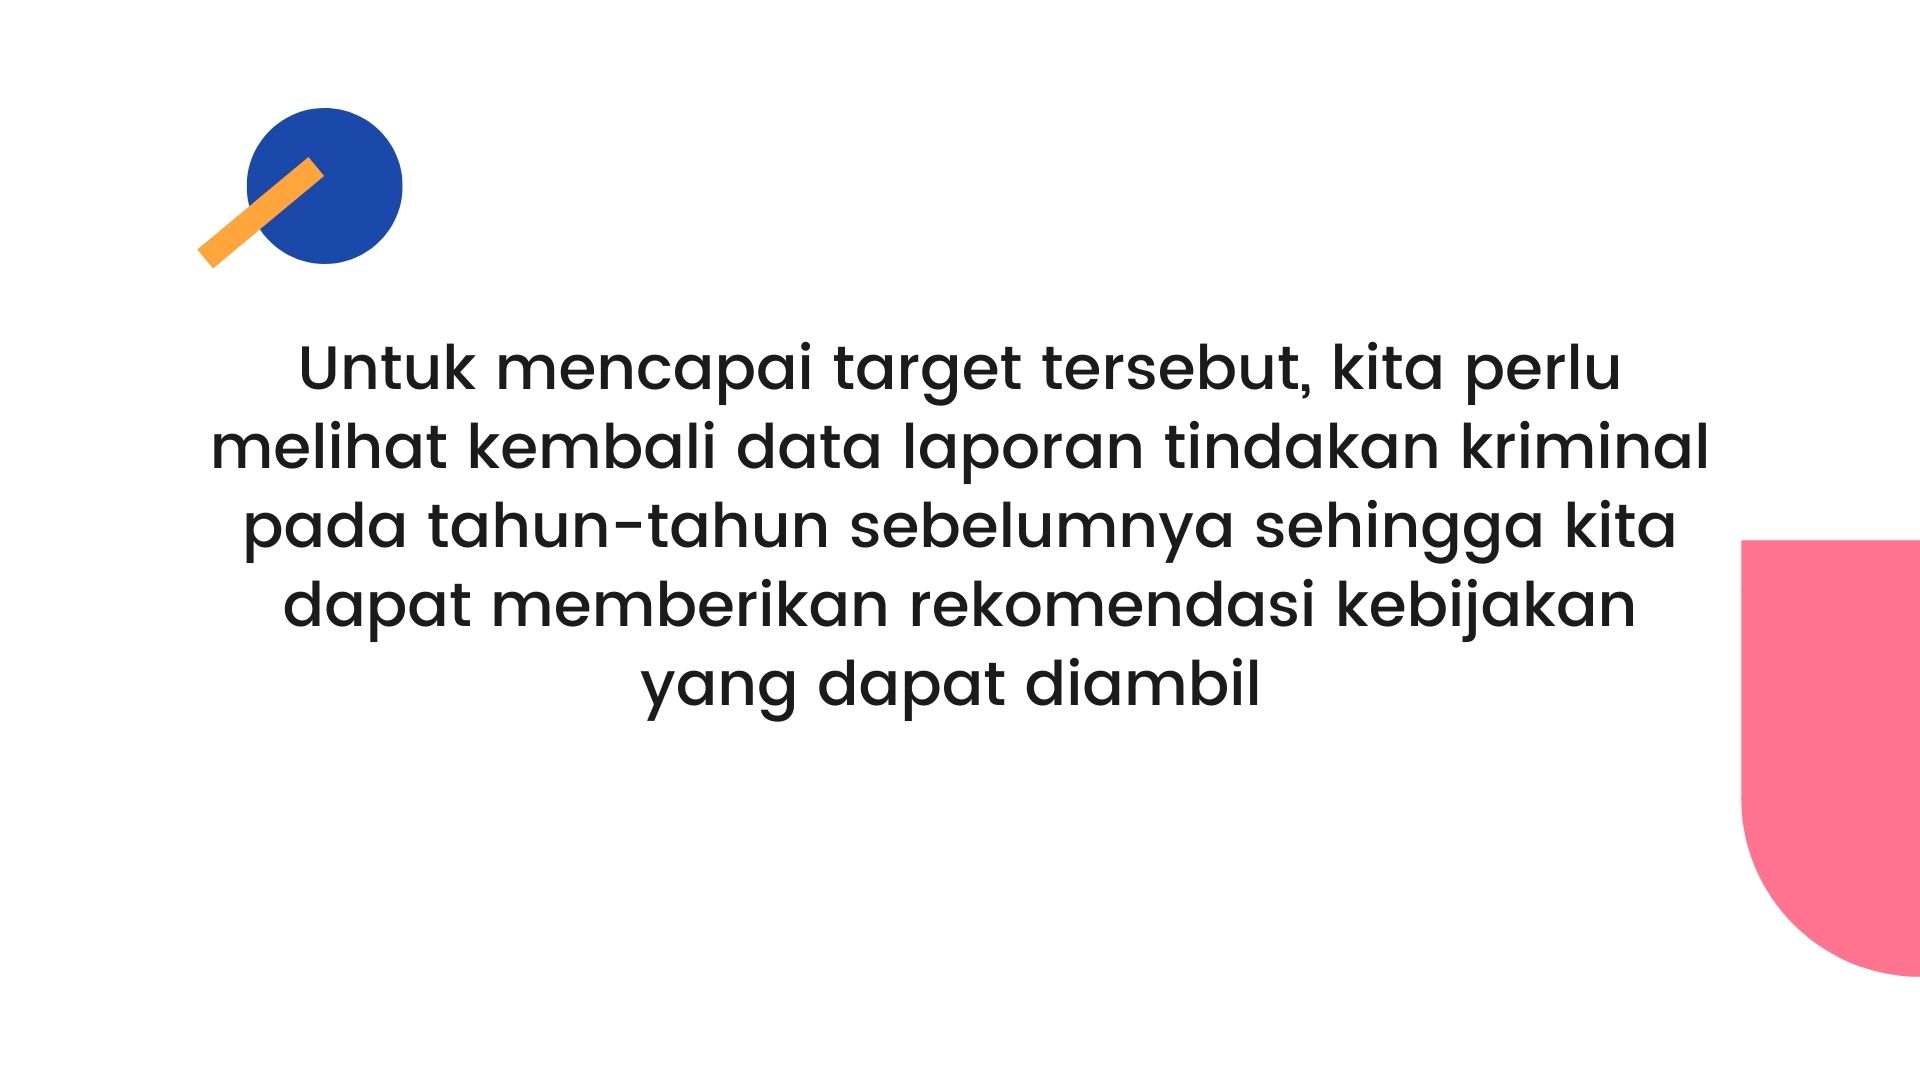 Untuk mencapai target tersebut, kita perlu
melihat kembali data laporan tindakan kriminal
pada tahun-tahun sebelumnya sehingga kita
dapat memberikan rekomendasi kebijakan
yang dapat diambil